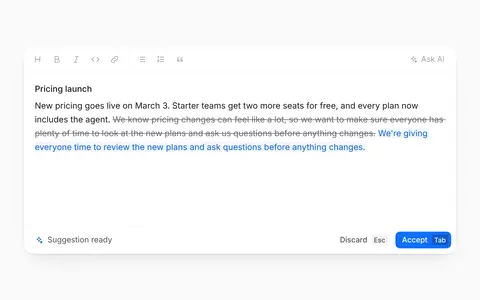 H B I Ask AI
Pricing launch
New pricing goes live on March 3. Starter teams get two more seats for free, and every plan now
includes the agent. We know pricing changes can feel like a lot, so we want to make sure everyone has
plenty of time to look at the new plans and ask us questions before anything changes. We're giving
everyone time to review the new plans and ask questions before anything changes.
Suggestion ready Discard Esc Accept Tab